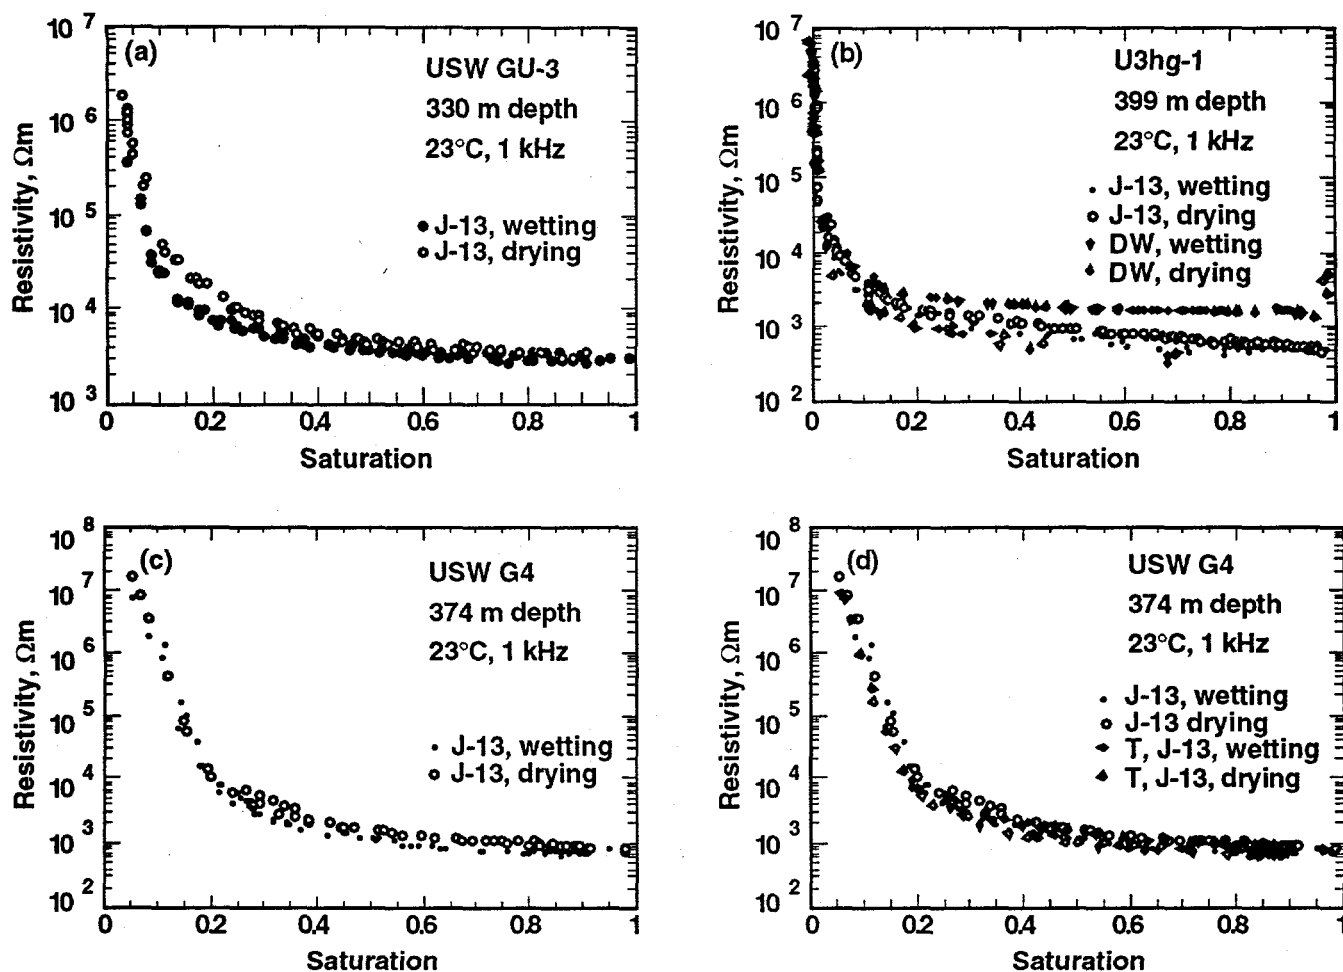 (a)
USW GU-3
330 m depth
23°C, 1 kHz
J-13, wetting
J-13, drying
10 7
10 6
10 5
10 4
10 3
Resistivity, Ωm
0 0.2 0.4 0.6 0.8 1
Saturation
(b)
U3hg-1
399 m depth
23°C, 1 kHz
J-13, wetting
J-13, drying
DW, wetting
DW, drying
10 7
10 6
10 5
10 4
10 3
10 2
Resistivity, Ωm
0 0.2 0.4 0.6 0.8 1
Saturation
(c)
USW G4
374 m depth
23°C, 1 kHz
J-13, wetting
J-13, drying
10 8
10 7
10 6
10 5
10 4
10 3
10 2
Resistivity, Ωm
0 0.2 0.4 0.6 0.8 1
Saturation
(d)
USW G4
374 m depth
23°C, 1 kHz
J-13, wetting
J-13 drying
T, J-13, wetting
T, J-13, drying
10 8
10 7
10 6
10 5
10 4
10 3
10 2
Resistivity, Ωm
0 0.2 0.4 0.6 0.8 1
Saturation